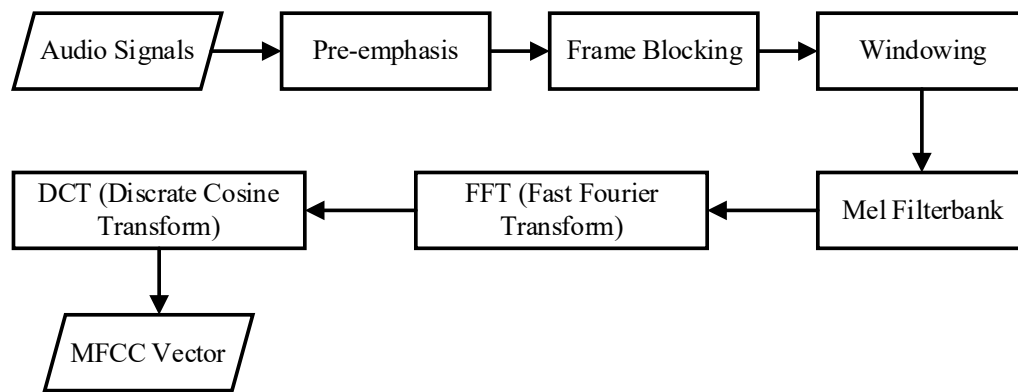 Audio Signals
Pre-emphasis
Frame Blocking
Windowing
Mel Filterbank
FFT (Fast Fourier
Transform)
DCT (Discrate Cosine
Transform)
MFCC Vector